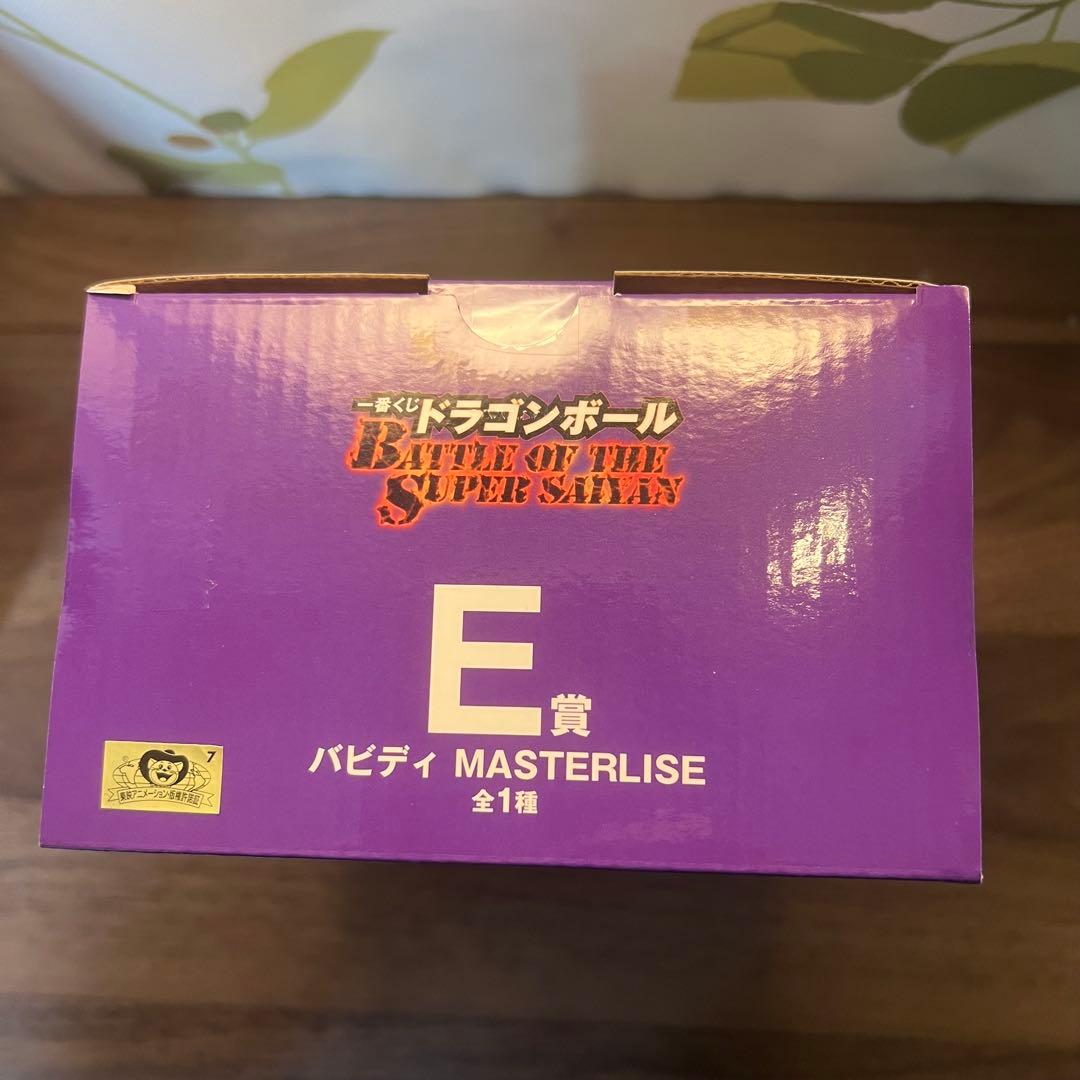 一番くじ ドラゴンボール
BATTLE OF THE
SUPER SAIYAN
E賞
バビディ MASTERLISE
全1種
7
東映アニメーション・版権許諾証